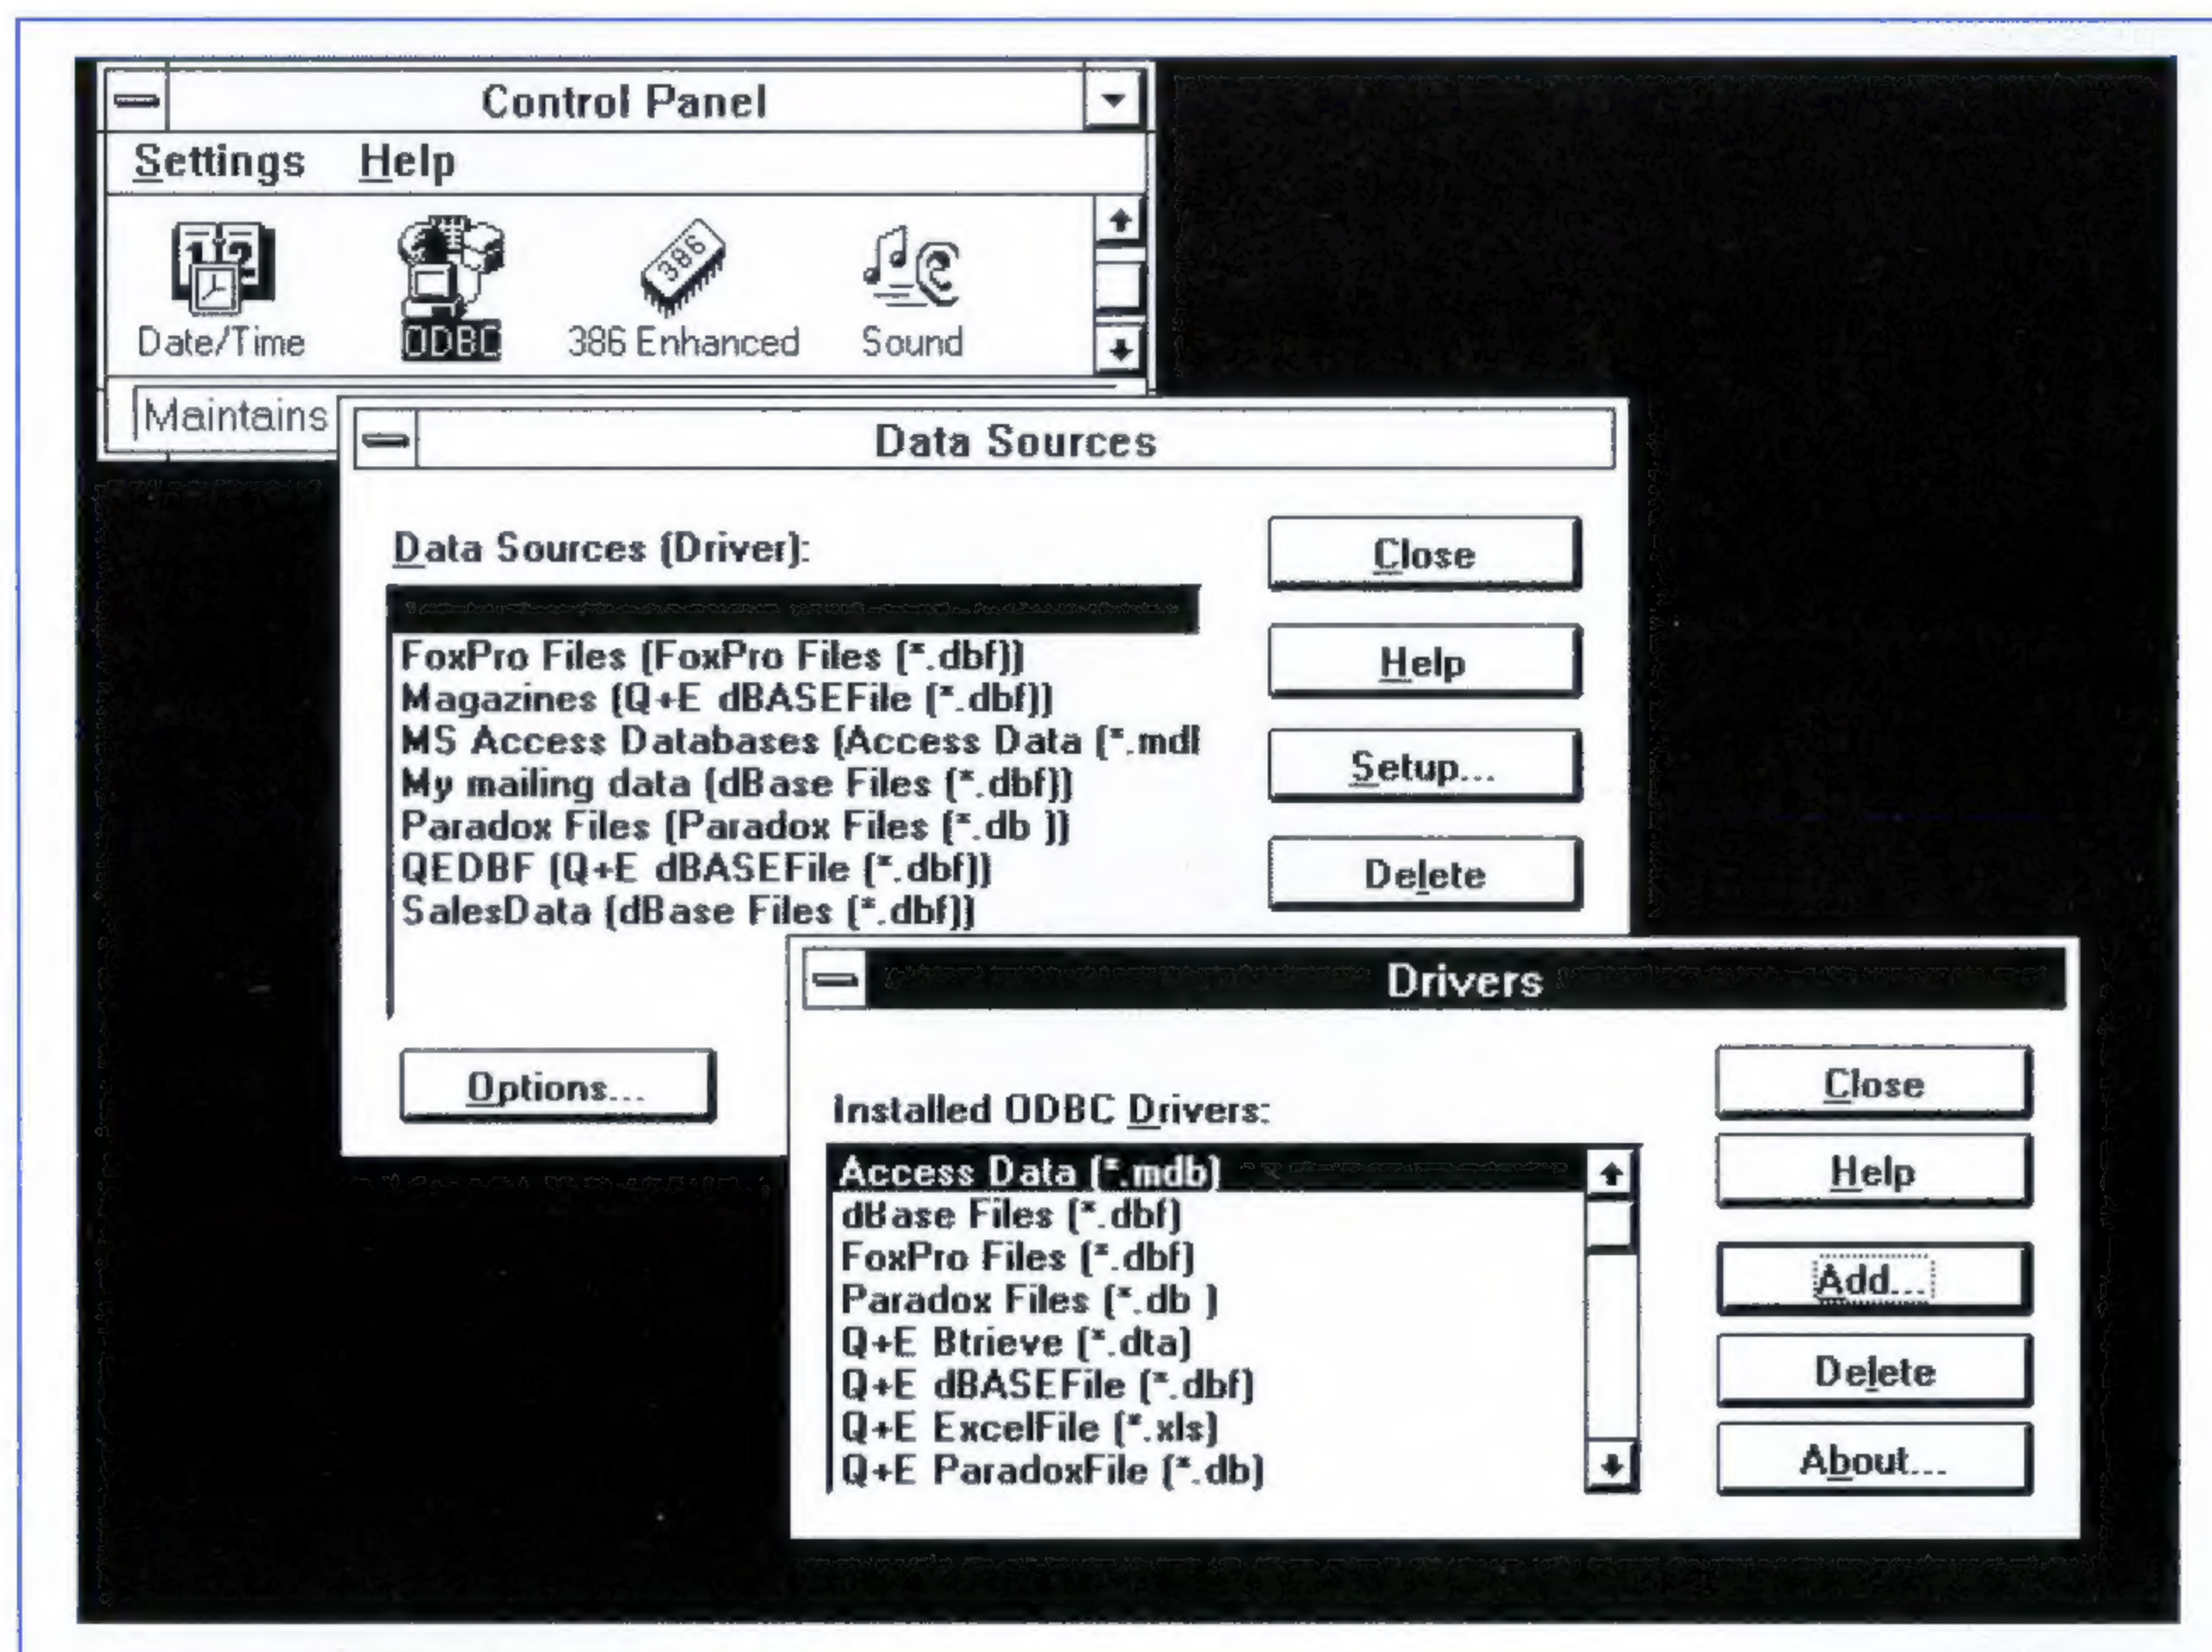 Control Panel
Settings Help
Date/Time ODBC 386 Enhanced Sound
386
Maintains
Data Sources
Data Sources (Driver):
FoxPro Files (FoxPro Files (*.dbf))
Magazines (Q+E dBASEFile (*.dbf))
MS Access Databases (Access Data (*.md
My mailing data (dBase Files (*.dbf))
Paradox Files (Paradox Files (*.db ))
QEDBF (Q+E dBASEFile (*.dbf))
SalesData (dBase Files (*.dbf))
Close
Help
Setup...
Delete
Options...
Drivers
Installed ODBC Drivers:
Access Data (*.mdb)
dBase Files (*.dbf)
FoxPro Files (*.dbf)
Paradox Files (*.db )
Q+E Btrieve (*.dta)
Q+E dBASEFile (*.dbf)
Q+E ExcelFile (*.xls)
Q+E ParadoxFile (*.db)
Close
Help
Add...
Delete
About...